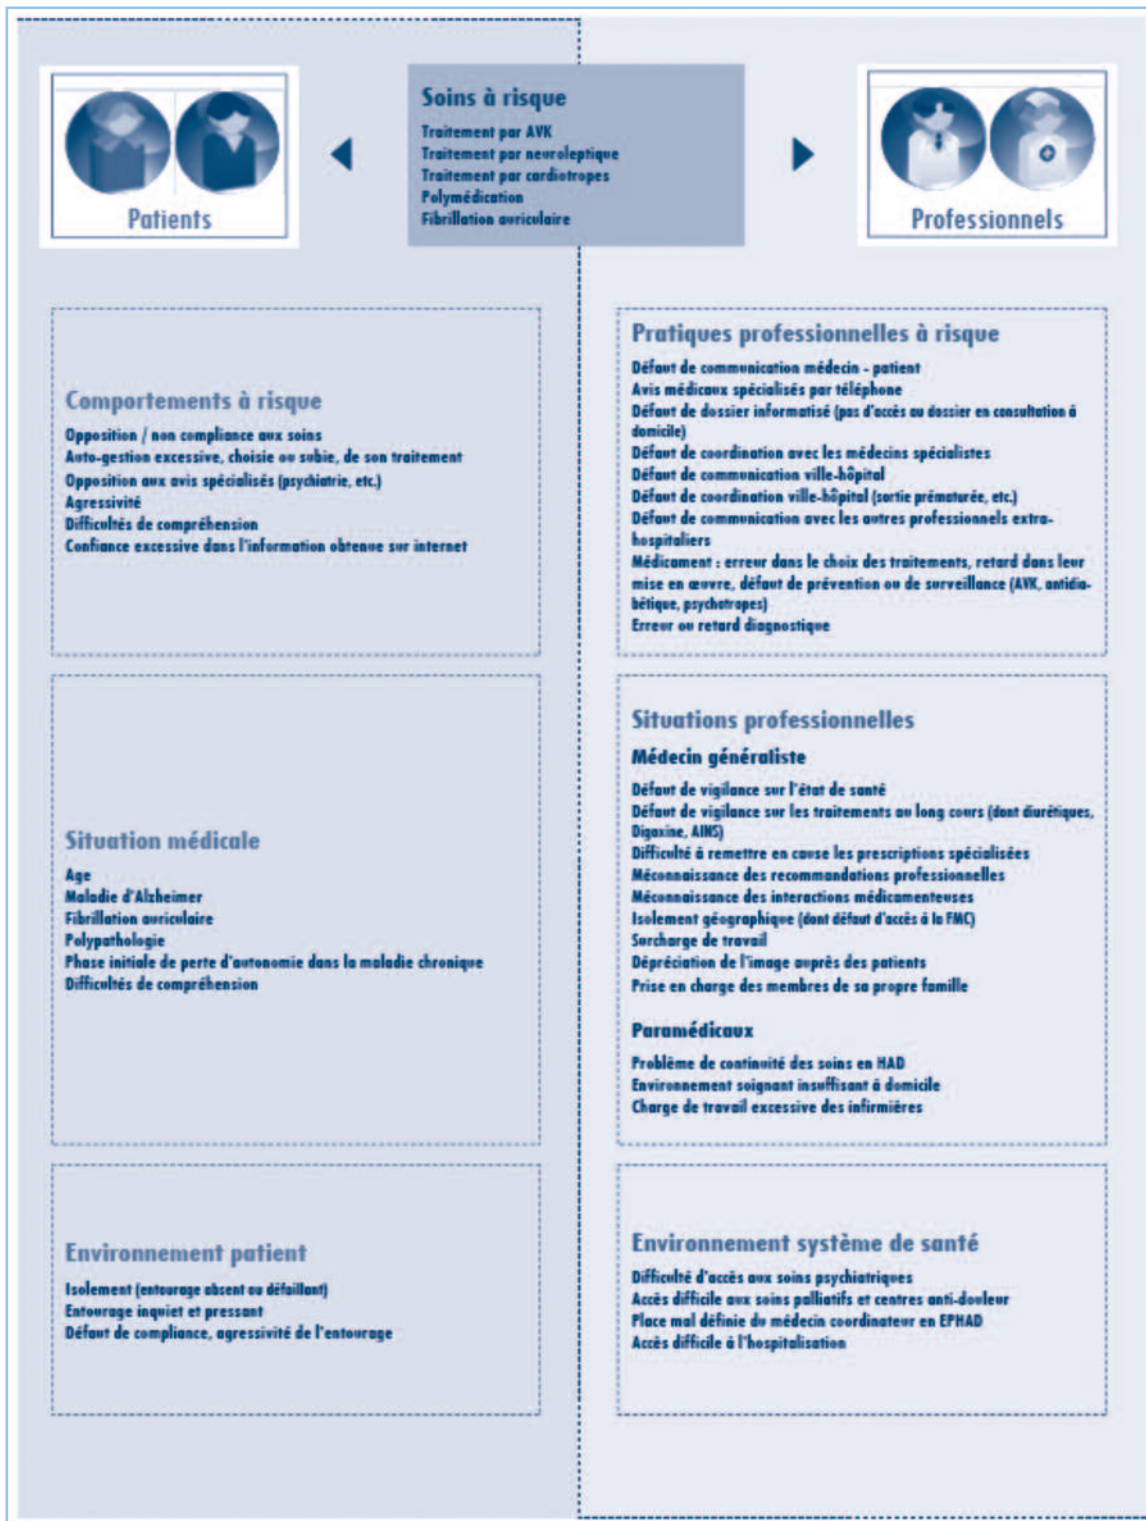 Patients
Soins à risque
Traitement par AVK
Traitement par neuroleptique
Traitement par cardiotropes
Polymédication
Fibrillation auriculaire
Professionnels
Comportements à risque
Opposition / non compliance aux soins
Auto-gestion excessive, choisie ou subie, de son traitement
Opposition aux avis spécialisés (psychiatrie, etc.)
Agressivité
Difficultés de compréhension
Confiance excessive dans l'information obtenue sur internet
Situation médicale
Age
Maladie d'Alzheimer
Fibrillation auriculaire
Polypathologie
Phase initiale de perte d'autonomie dans la maladie chronique
Difficultés de compréhension
Environnement patient
Isolement (entourage absent ou défaillant)
Entourage inquiet et pressant
Défaut de compliance, agressivité de l'entourage
Pratiques professionnelles à risque
Défaut de communication médecin - patient
Avis médicaux spécialisés par téléphone
Défaut de dossier informatisé (pas d'accès au dossier en consultation à
domicile)
Défaut de coordination avec les médecins spécialistes
Défaut de communication ville-hôpital
Défaut de coordination ville-hôpital (sortie prématurée, etc.)
Défaut de communication avec les autres professionnels extra-
hospitaliers
Médicament : erreur dans le choix des traitements, retard dans leur
mise en œuvre, défaut de prévention ou de surveillance (AVK, antidia-
bétique, psychotropes)
Erreur ou retard diagnostique
Situations professionnelles
Médecin généraliste
Défaut de vigilance sur l'état de santé
Défaut de vigilance sur les traitements au long cours (dont diurétiques,
Digoxine, AINS)
Difficulté à remettre en cause les prescriptions spécialisées
Méconnaissance des recommandations professionnelles
Méconnaissance des interactions médicamenteuses
Isolement géographique (dont défaut d'accès à la FMC)
Surcharge de travail
Dépréciation de l'image auprès des patients
Prise en charge des membres de sa propre famille
Paramédicaux
Problème de continuité des soins en HAD
Environnement soignant insuffisant à domicile
Charge de travail excessive des infirmières
Environnement système de santé
Difficulté d'accès aux soins psychiatriques
Accès difficile aux soins palliatifs et centres anti-douleur
Place mal définie du médecin coordinateur en EPHAD
Accès difficile à l'hospitalisation